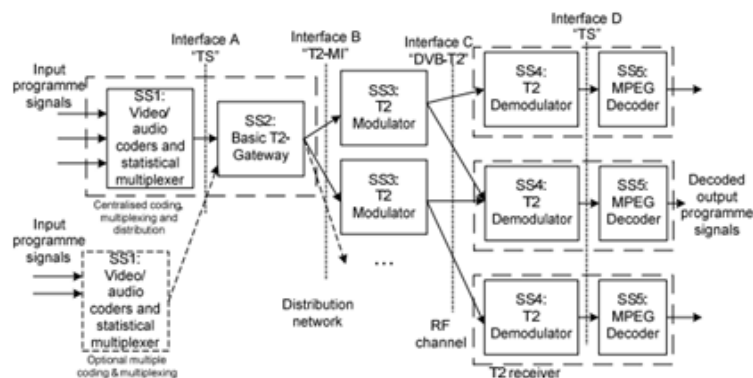 Interface A
"TS"
Interface B
"T2-MI"
Interface C
"DVB-T2"
Interface D
"TS"
Input
programme
signals
SS1:
Video/
audio
coders and
statistical
multiplexer
SS2:
Basic T2-
Gateway
Centralised coding,
multiplexing and
distribution
SS3:
T2
Modulator
SS3:
T2
Modulator
...
Distribution
network
RF
channel
SS4:
T2
Demodulator
SS5:
MPEG
Decoder
SS4:
T2
Demodulator
SS5:
MPEG
Decoder
Decoded
output
programme
signals
SS4:
T2
Demodulator
SS5:
MPEG
Decoder
T2 receiver
Input
programme
signals
SS1:
Video/
audio
coders and
statistical
multiplexer
Optional multiple
coding & multiplexing